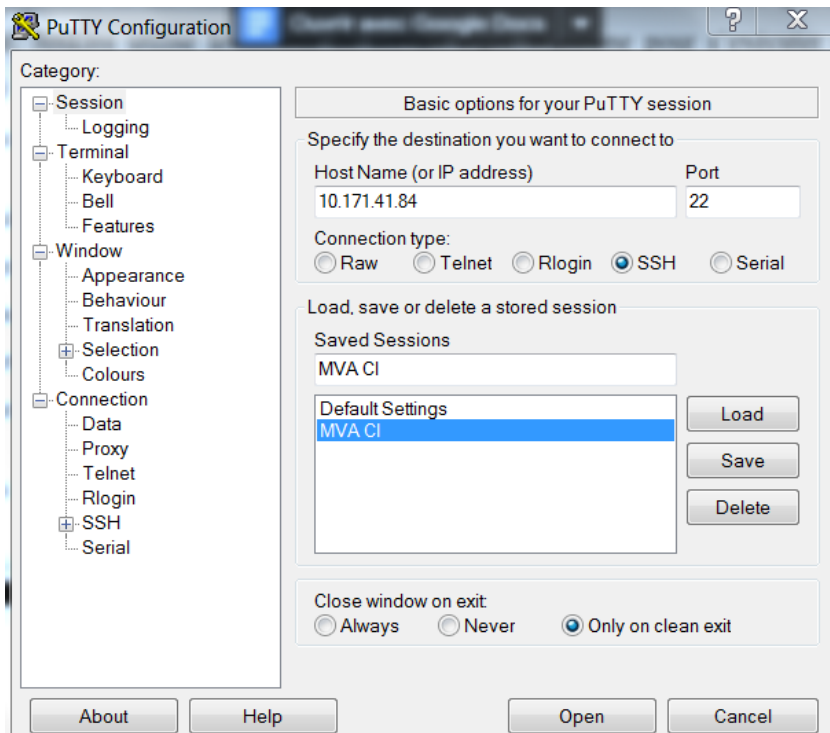 PuTTY Configuration
Ouvrir avec Google Docs
Category:
Session
Logging
Terminal
Keyboard
Bell
Features
Window
Appearance
Behaviour
Translation
Selection
Colours
Connection
Data
Proxy
Telnet
Rlogin
SSH
Serial
Basic options for your PuTTY session
Specify the destination you want to connect to
Host Name (or IP address) Port
10.171.41.84 22
Connection type:
Raw Telnet Rlogin SSH Serial
Load, save or delete a stored session
Saved Sessions
MVA CI
Default Settings
MVA CI
Load
Save
Delete
Close window on exit:
Always Never Only on clean exit
About Help Open Cancel